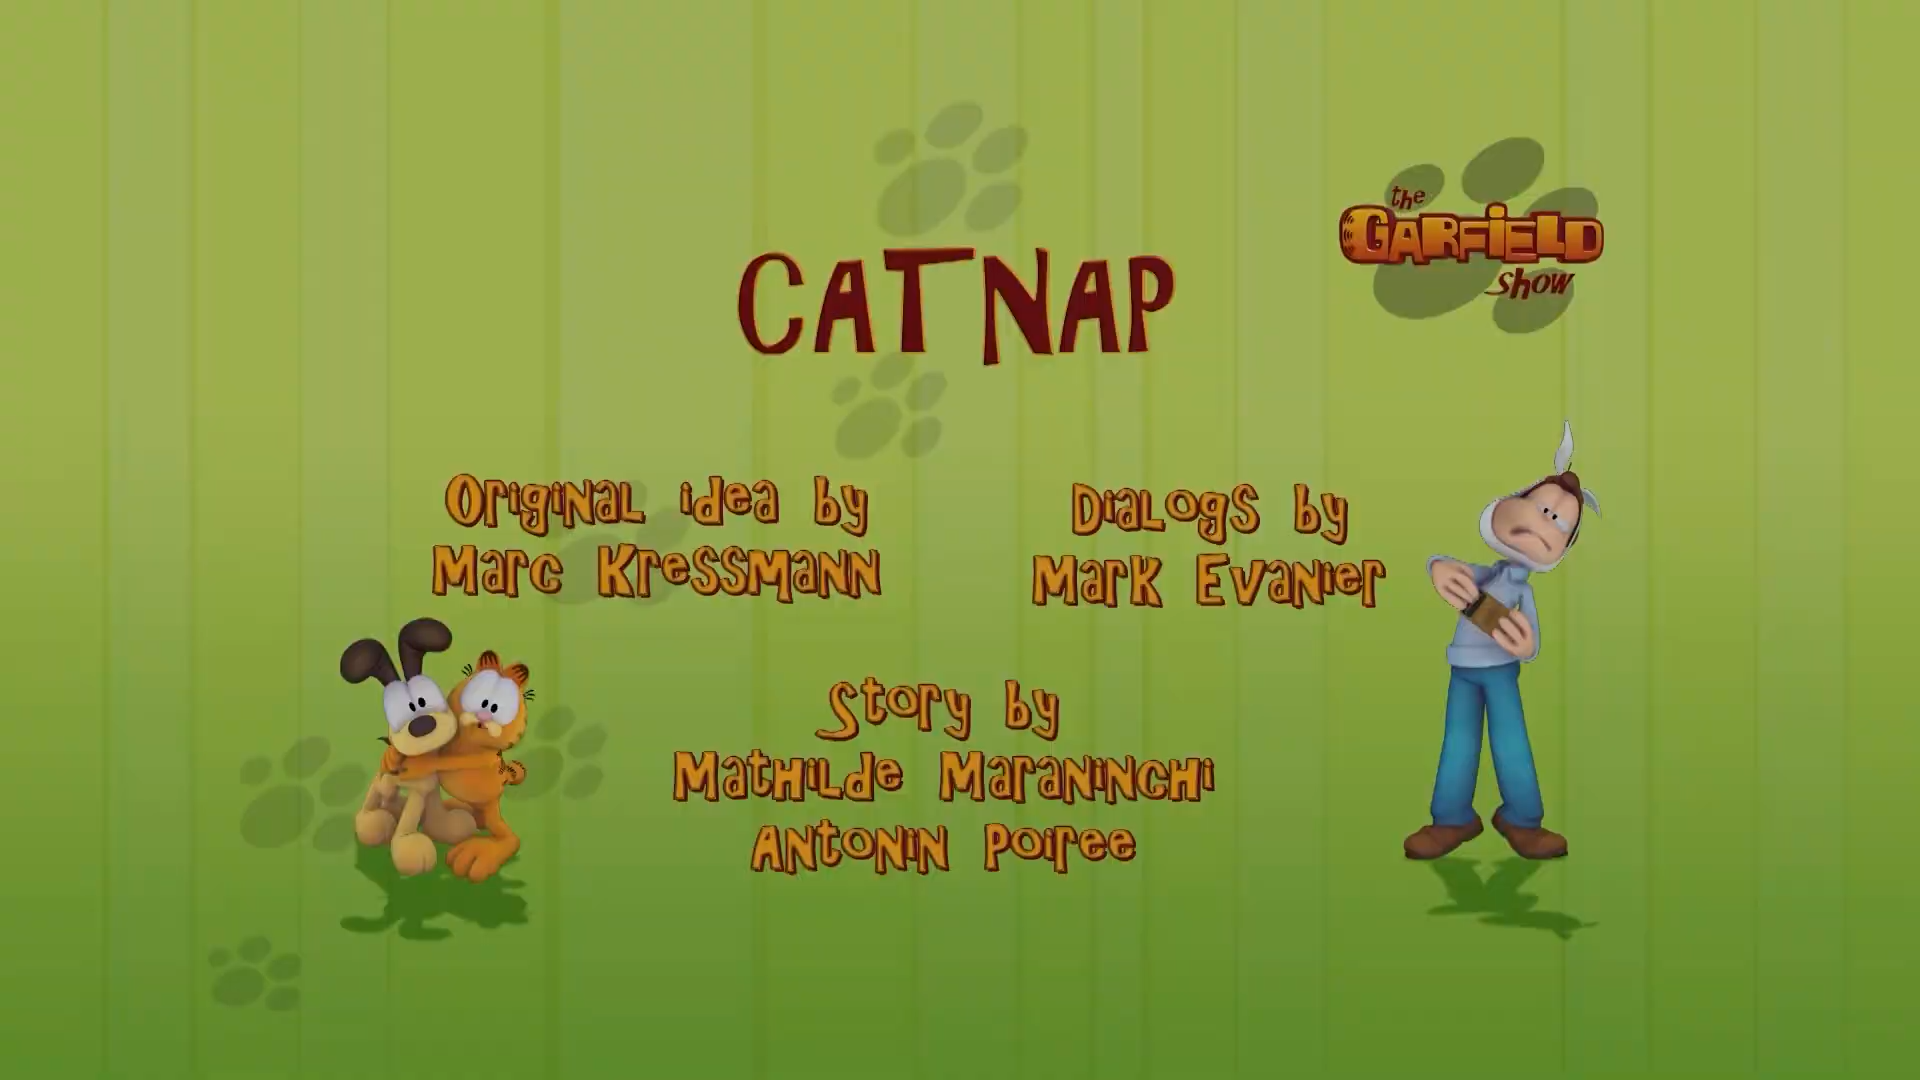 the
GARFiELD
show
CATNAP
Original idea by
Marc Kressmann
Dialogs by
Mark Evanier
Story by
Mathilde Maraninchi
Antonin Poiree